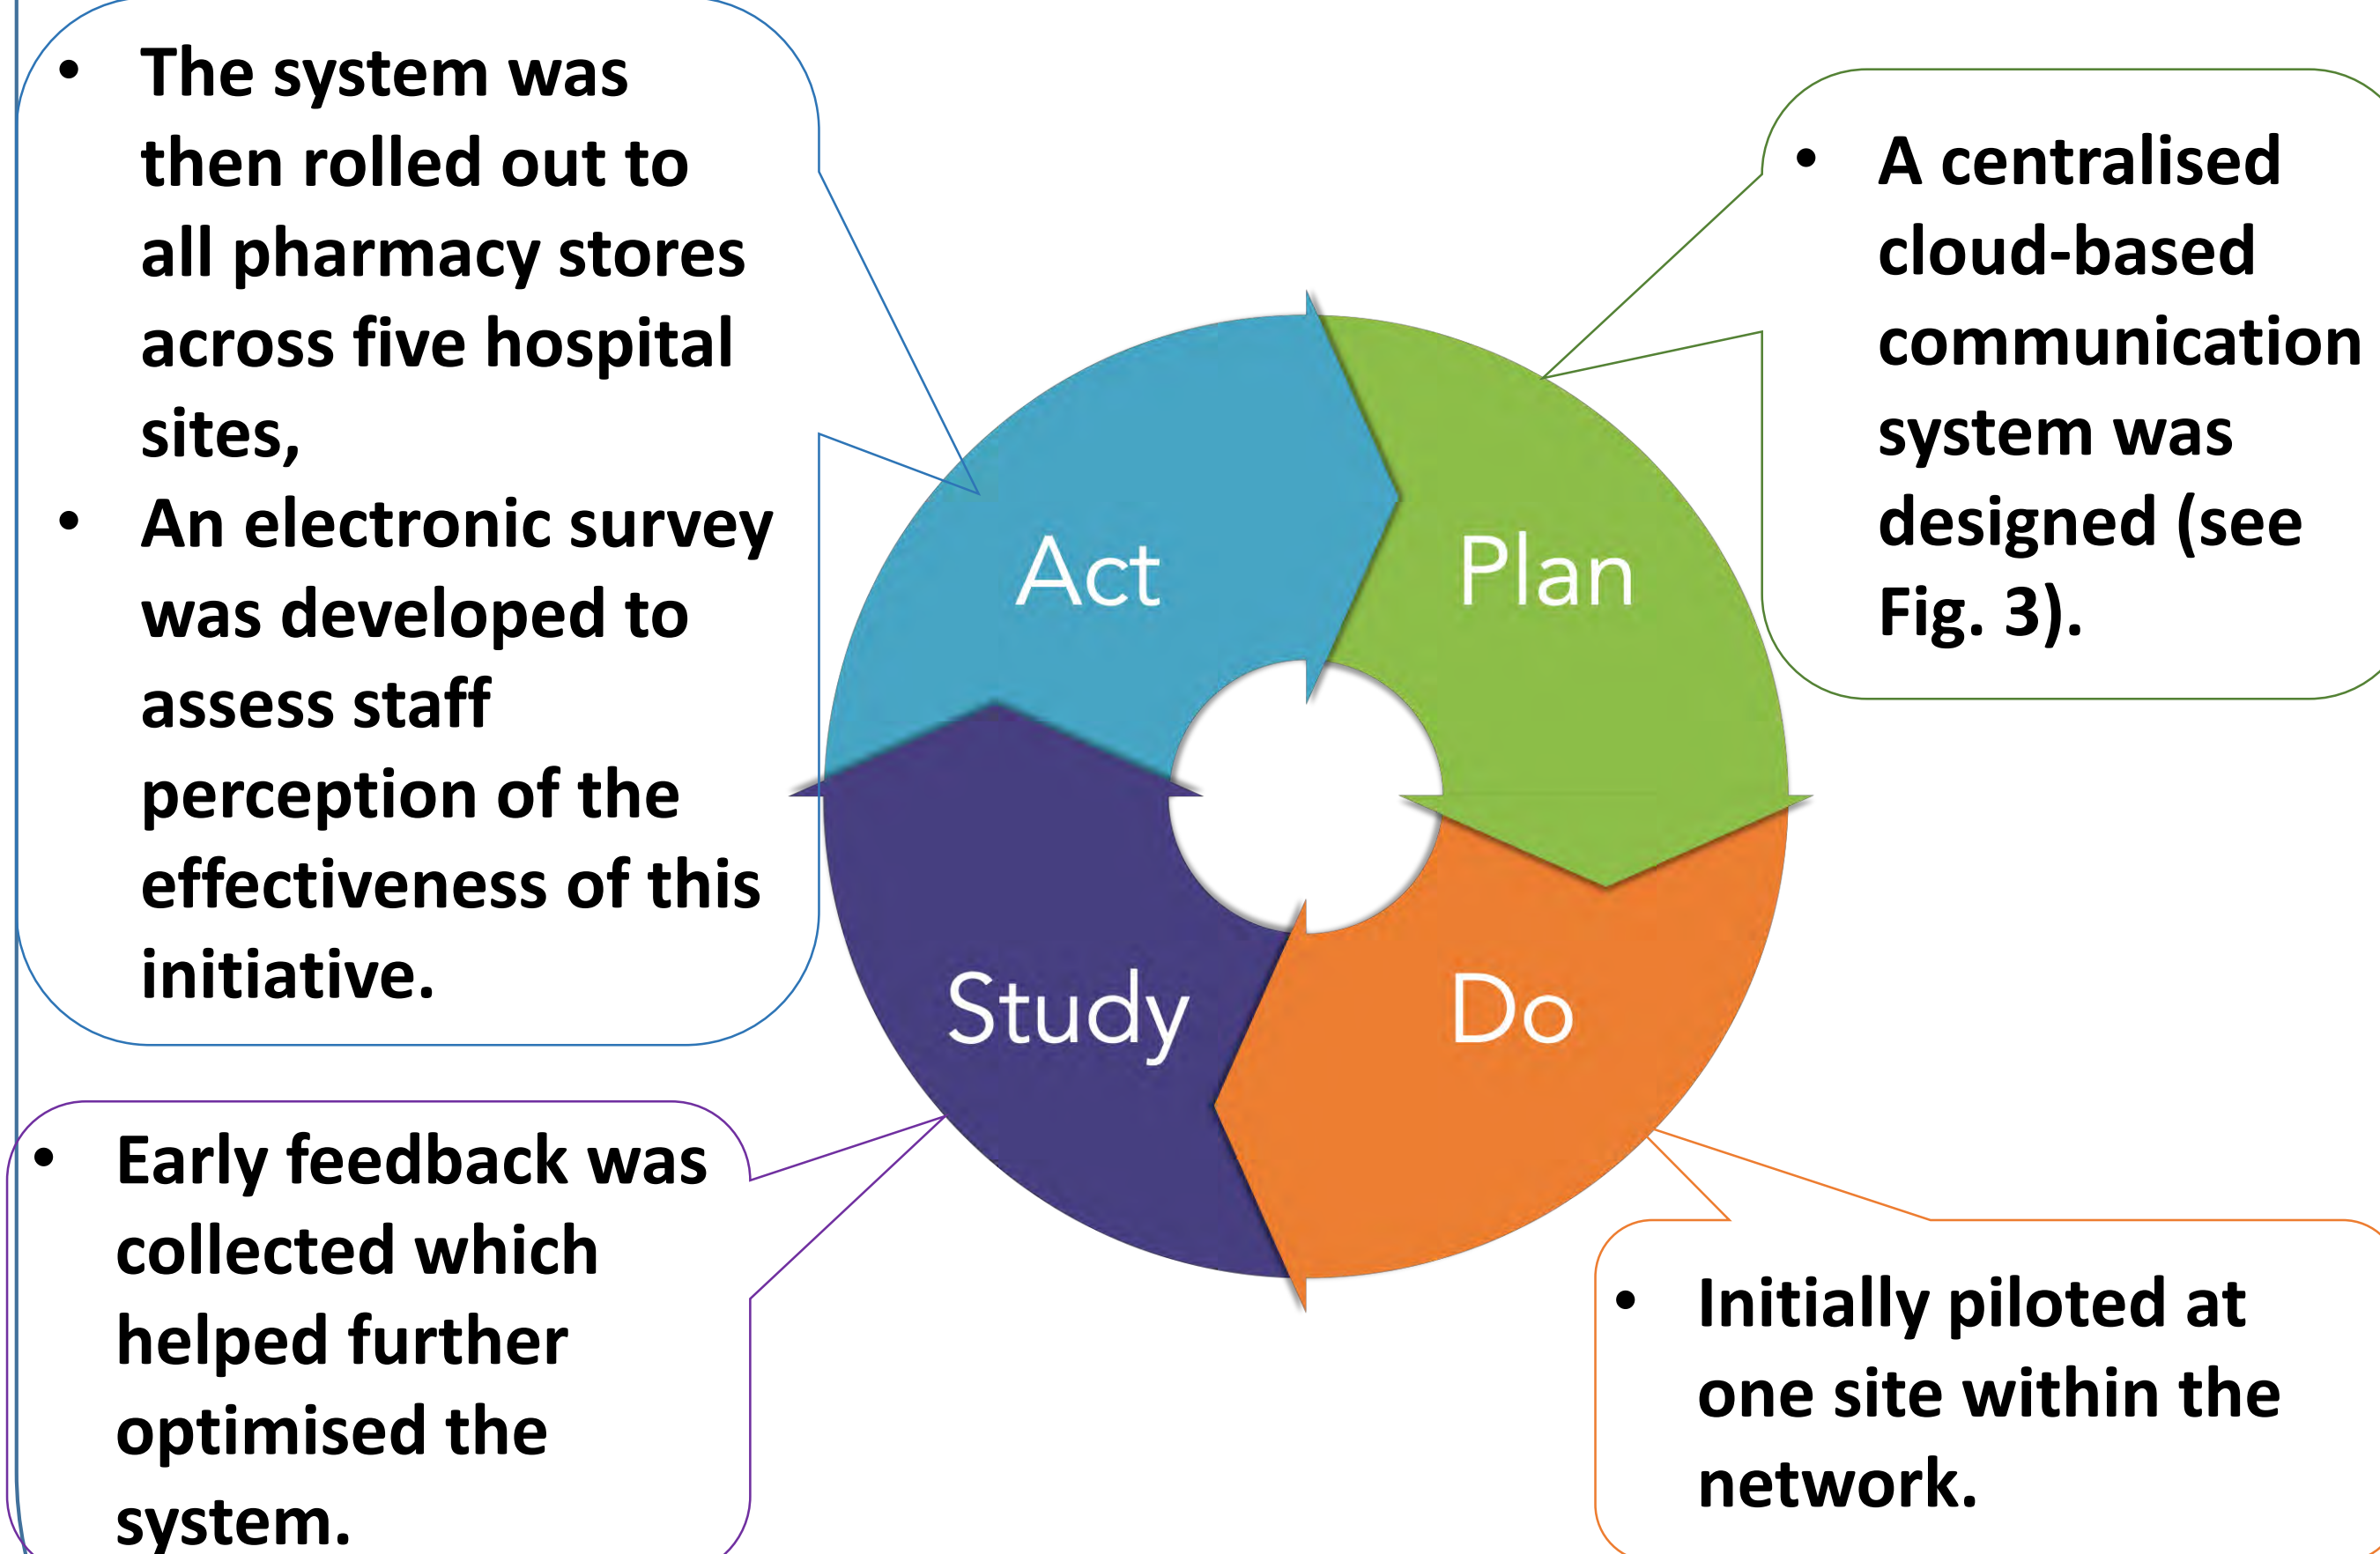 • The system was
then rolled out to
all pharmacy stores
across five hospital
sites,
• An electronic survey
was developed to
assess staff
perception of the
effectiveness of this
initiative.
• A centralised
cloud-based
communication
system was
designed (see
Fig. 3).
Act
Plan
Study
Do
• Early feedback was
collected which
helped further
optimised the
system.
• Initially piloted at
one site within the
network.